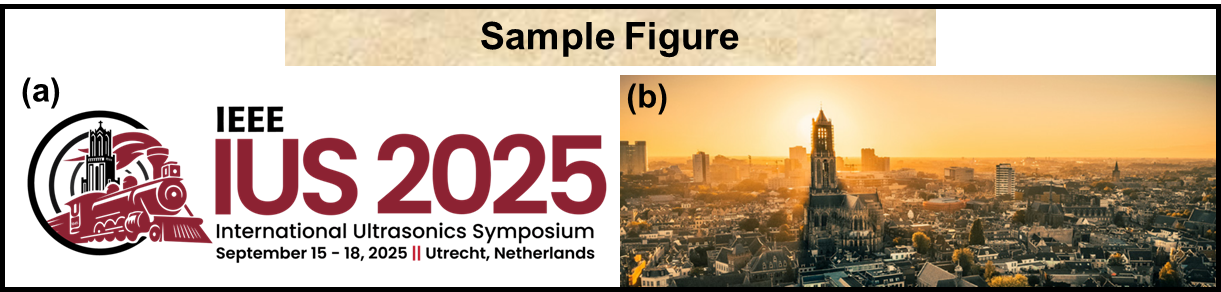 Sample Figure
(a)
IEEE
IUS 2025
International Ultrasonics Symposium
September 15 - 18, 2025 || Utrecht, Netherlands
(b)